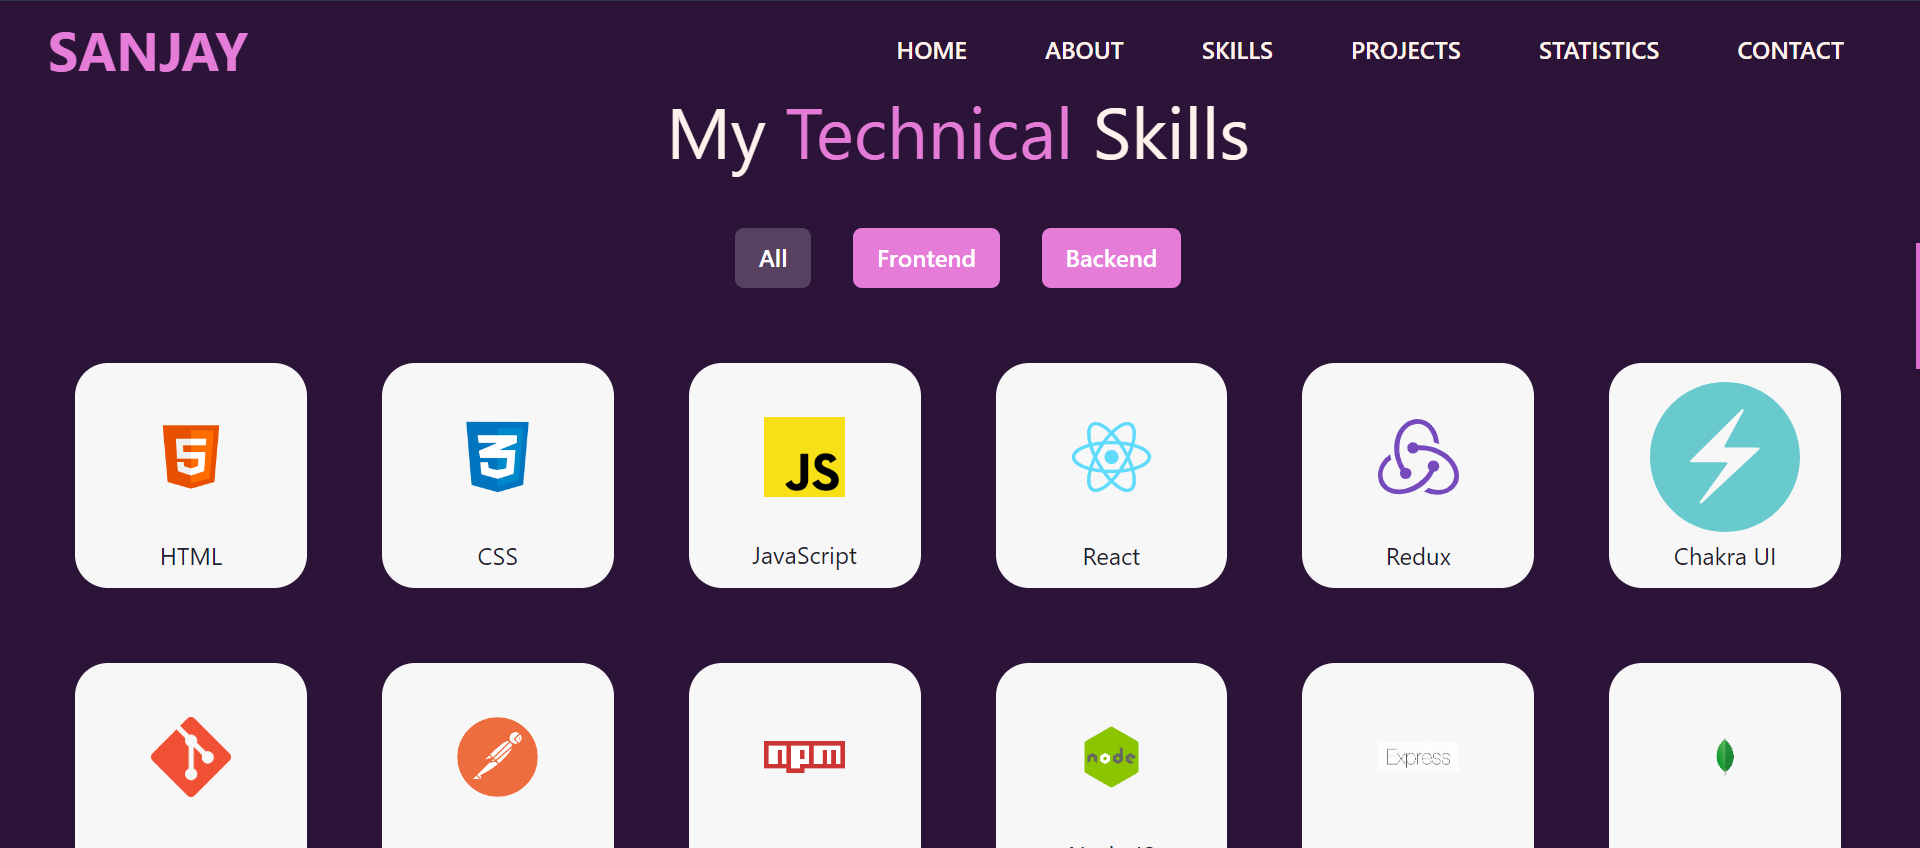 SANJAY HOME ABOUT SKILLS PROJECTS STATISTICS CONTACT
My Technical Skills
All Frontend Backend
5 3 JS
HTML CSS JavaScript React Redux Chakra UI
npm node Express